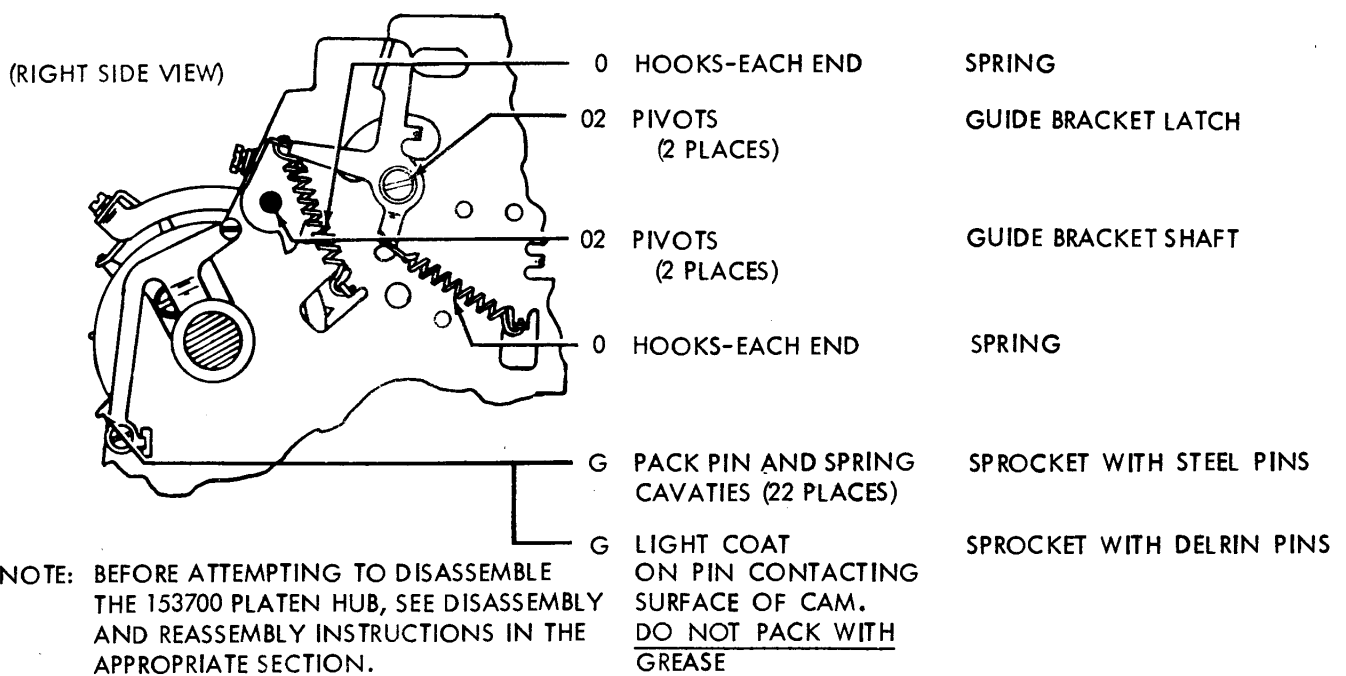 (RIGHT SIDE VIEW)
0 HOOKS-EACH END SPRING
02 PIVOTS GUIDE BRACKET LATCH
(2 PLACES)
02 PIVOTS GUIDE BRACKET SHAFT
(2 PLACES)
0 HOOKS-EACH END SPRING
G PACK PIN AND SPRING SPROCKET WITH STEEL PINS
CAVATIES (22 PLACES)
G LIGHT COAT SPROCKET WITH DELRIN PINS
ON PIN CONTACTING
SURFACE OF CAM.
DO NOT PACK WITH
GREASE
NOTE: BEFORE ATTEMPTING TO DISASSEMBLE
THE 153700 PLATEN HUB, SEE DISASSEMBLY
AND REASSEMBLY INSTRUCTIONS IN THE
APPROPRIATE SECTION.